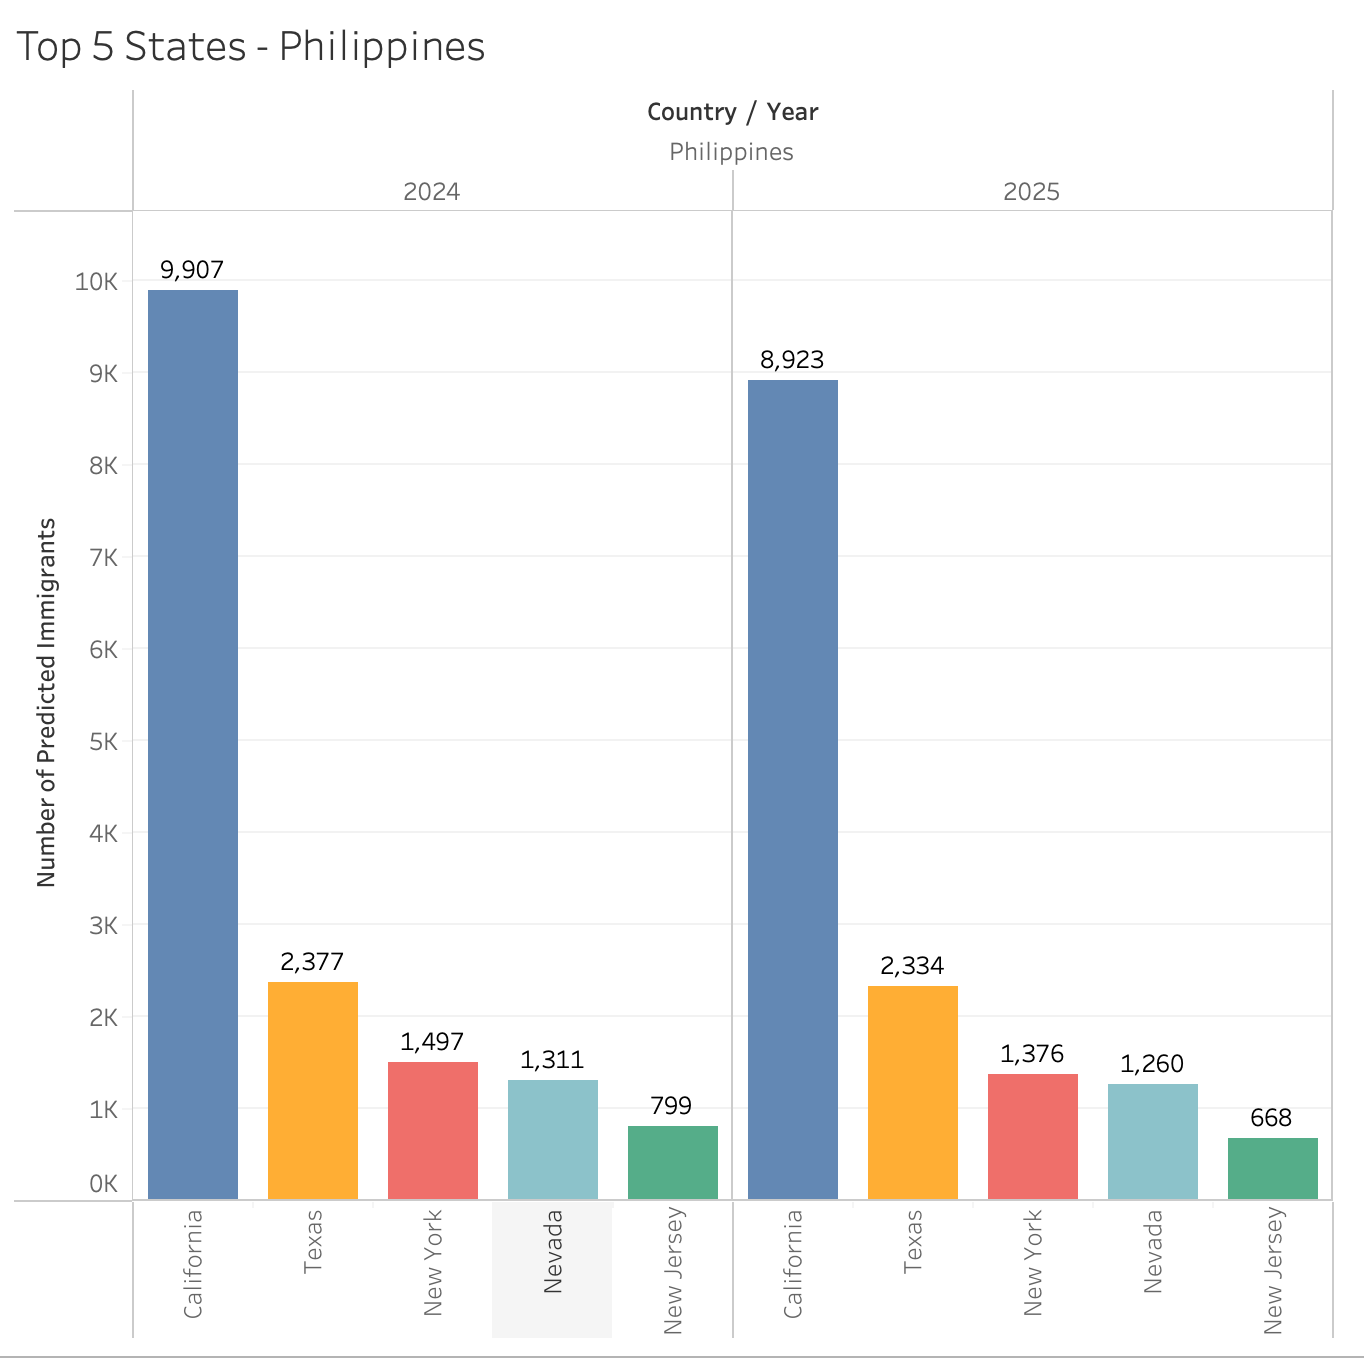 Top 5 States - Philippines
Country / Year
Philippines
2024
2025
Number of Predicted Immigrants
10K
9K
8K
7K
6K
5K
4K
3K
2K
1K
0K
9,907
2,377
1,497
1,311
799
8,923
2,334
1,376
1,260
668
California
Texas
New York
Nevada
New Jersey
California
Texas
New York
Nevada
New Jersey